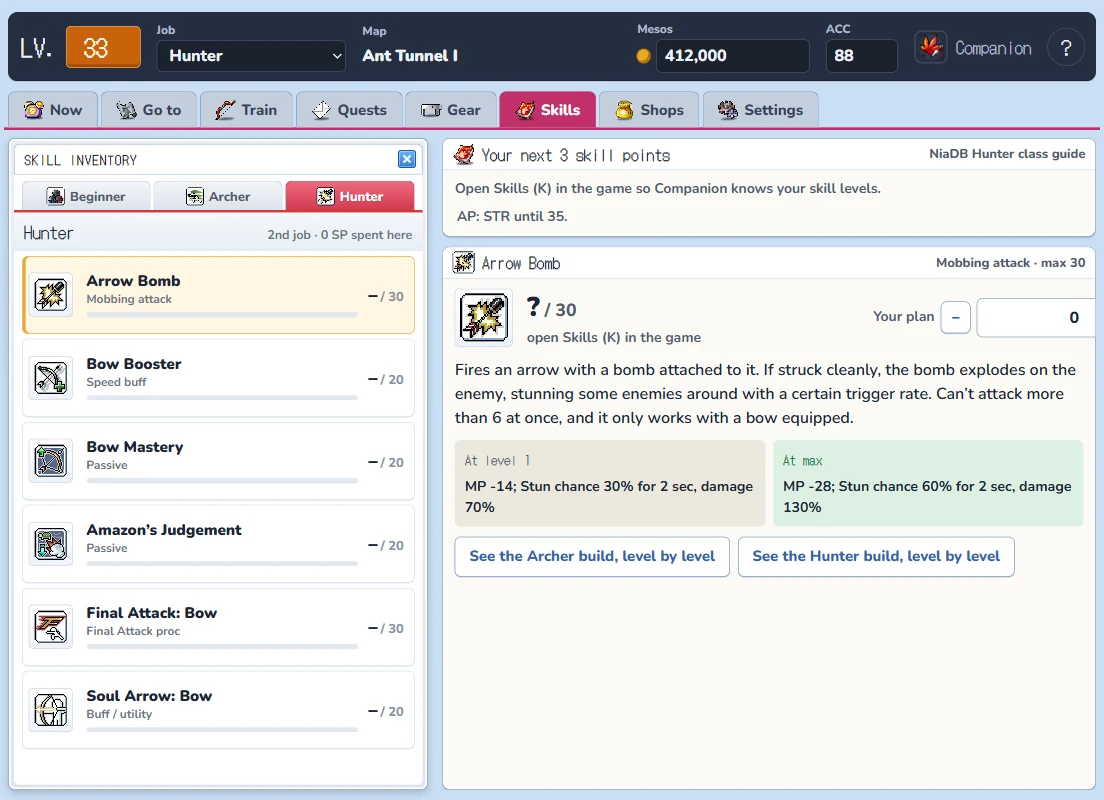 LV. 33
Job
Hunter
Map
Ant Tunnel I
Mesos
412,000
ACC
88
Companion
?
Now
Go to
Train
Quests
Gear
Skills
Shops
Settings
SKILL INVENTORY
Beginner
Archer
Hunter
Hunter
2nd job · 0 SP spent here
Arrow Bomb
Mobbing attack
– / 30
Bow Booster
Speed buff
– / 20
Bow Mastery
Passive
– / 20
Amazon's Judgement
Passive
– / 20
Final Attack: Bow
Final Attack proc
– / 30
Soul Arrow: Bow
Buff / utility
– / 20
Your next 3 skill points
NiaDB Hunter class guide
Open Skills (K) in the game so Companion knows your skill levels.
AP: STR until 35.
Arrow Bomb
Mobbing attack · max 30
? / 30
open Skills (K) in the game
Your plan
–
0
Fires an arrow with a bomb attached to it. If struck cleanly, the bomb explodes on the
enemy, stunning some enemies around with a certain trigger rate. Can't attack more
than 6 at once, and it only works with a bow equipped.
At level 1
MP -14; Stun chance 30% for 2 sec, damage
70%
At max
MP -28; Stun chance 60% for 2 sec, damage
130%
See the Archer build, level by level
See the Hunter build, level by level